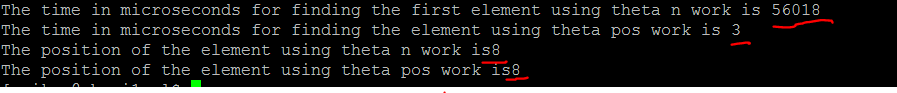 The time in microseconds for finding the first element using theta n work is 56018
The time in microseconds for finding the element using theta pos work is 3
The position of the element using theta n work is8
The position of the element using theta pos work is8